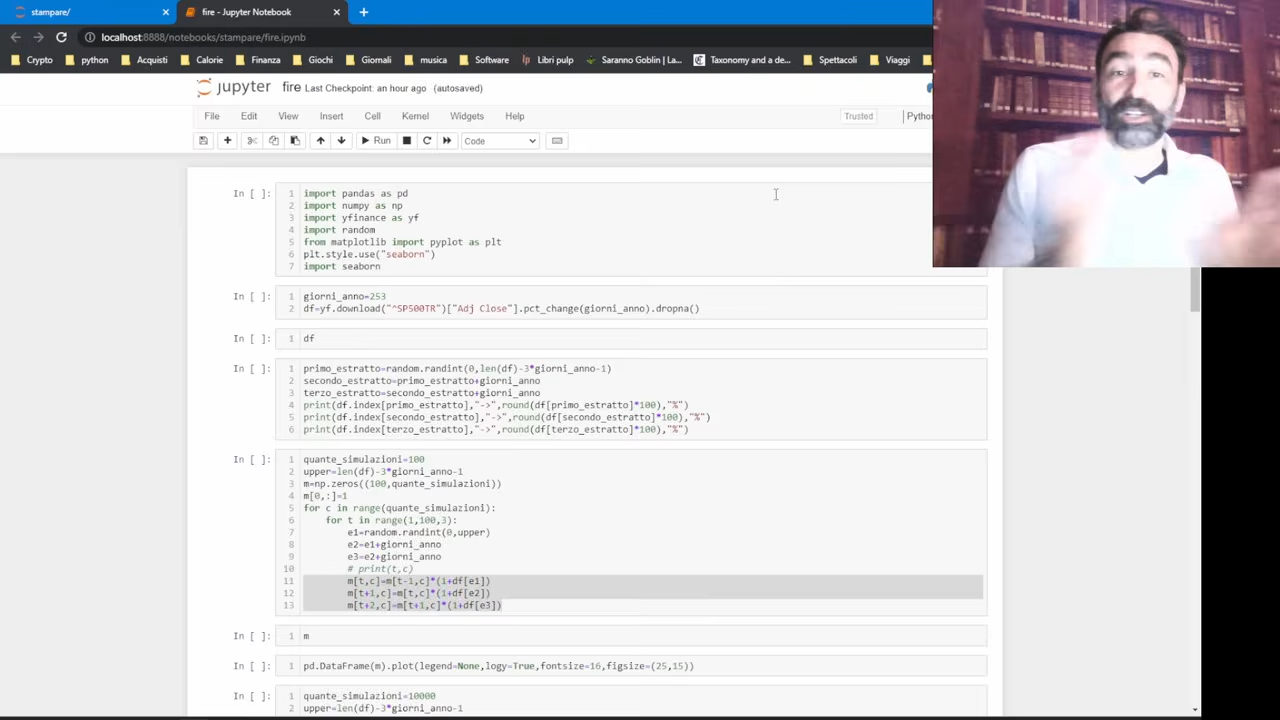 stampare/
fire - Jupyter Notebook
localhost:8888/notebooks/stampare/fire.ipynb
Crypto
python
Acquisti
Calorie
Finanza
Giochi
Giornali
musica
Software
Libri pulp
Saranno Goblin | La...
Taxonomy and a de...
Spettacoli
Viaggi
jupyter fire Last Checkpoint: an hour ago (autosaved)
File Edit View Insert Cell Kernel Widgets Help
Trusted
Run
Code
In [ ]:
1 import pandas as pd
2 import numpy as np
3 import yfinance as yf
4 import random
5 from matplotlib import pyplot as plt
6 plt.style.use("seaborn")
7 import seaborn
In [ ]:
1 giorni_anno=253
2 df=yf.download("^SP500TR")["Adj Close"].pct_change(giorni_anno).dropna()
In [ ]:
1 df
In [ ]:
1 primo_estratto=random.randint(0,len(df)-3*giorni_anno-1)
2 secondo_estratto=primo_estratto+giorni_anno
3 terzo_estratto=secondo_estratto+giorni_anno
4 print(df.index[primo_estratto],"->",round(df[primo_estratto]*100),"%")
5 print(df.index[secondo_estratto],"->",round(df[secondo_estratto]*100),"%")
6 print(df.index[terzo_estratto],"->",round(df[terzo_estratto]*100),"%")
In [ ]:
1 quante_simulazioni=100
2 upper=len(df)-3*giorni_anno-1
3 m=np.zeros((100,quante_simulazioni))
4 m[0,:]=1
5 for c in range(quante_simulazioni):
6 for t in range(1,100,3):
7 e1=random.randint(0,upper)
8 e2=e1+giorni_anno
9 e3=e2+giorni_anno
10 # print(t,c)
11 m[t,c]=m[t-1,c]*(1+df[e1])
12 m[t+1,c]=m[t,c]*(1+df[e2])
13 m[t+2,c]=m[t+1,c]*(1+df[e3])
In [ ]:
1 m
In [ ]:
1 pd.DataFrame(m).plot(legend=None,logy=True,fontsize=16,figsize=(25,15))
In [ ]:
1 quante_simulazioni=10000
2 upper=len(df)-3*giorni_anno-1